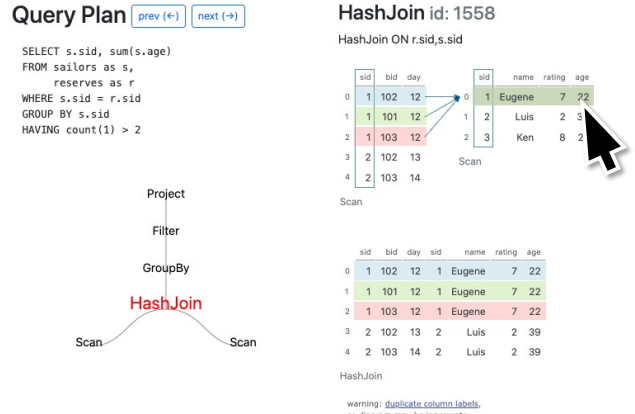 Query Plan prev (←) next (→)
SELECT s.sid, sum(s.age)
FROM sailors as s,
reserves as r
WHERE s.sid = r.sid
GROUP BY s.sid
HAVING count(1) > 2
Project
Filter
GroupBy
HashJoin
Scan Scan
HashJoin id: 1558
HashJoin ON r.sid,s.sid
sid bid day
0 1 102 12
1 1 101 12
2 1 103 12
3 2 102 13
4 2 103 14
Scan
sid name rating age
0 1 Eugene 7 22
1 2 Luis 2 3
2 3 Ken 8 2
Scan
sid bid day sid name rating age
0 1 102 12 1 Eugene 7 22
1 1 101 12 1 Eugene 7 22
2 1 103 12 1 Eugene 7 22
3 2 102 13 2 Luis 2 39
4 2 103 14 2 Luis 2 39
HashJoin
warning: duplicate column labels,